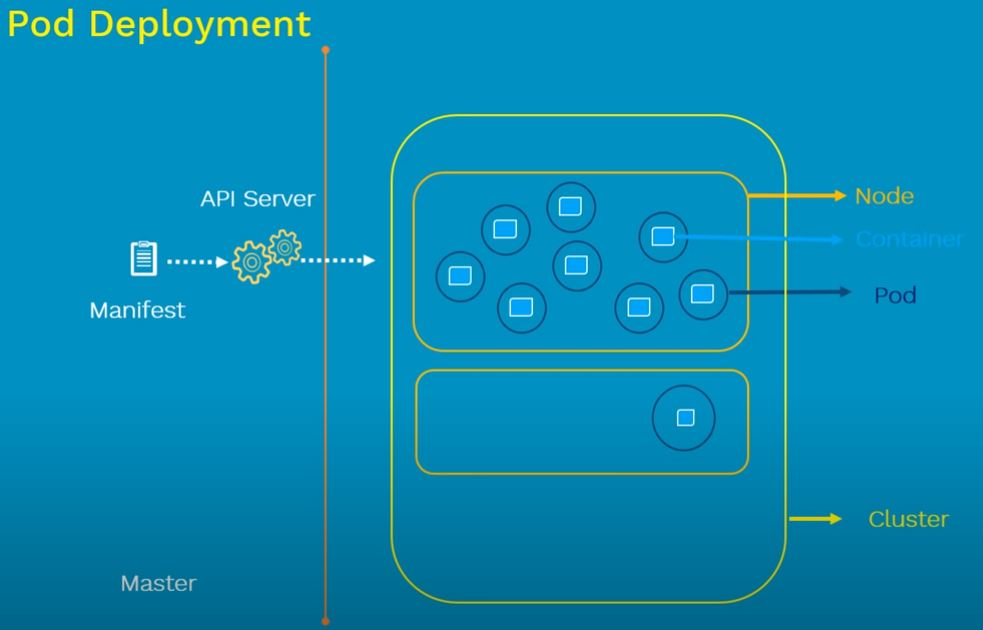 Pod Deployment
API Server
Manifest
Node
Container
Pod
Cluster
Master